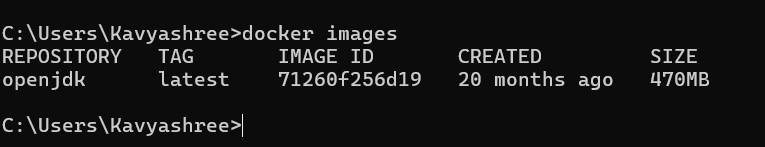 C:\Users\Kavyashree>docker images
REPOSITORY   TAG       IMAGE ID       CREATED         SIZE
openjdk      latest    71260f256d19   20 months ago   470MB
C:\Users\Kavyashree>